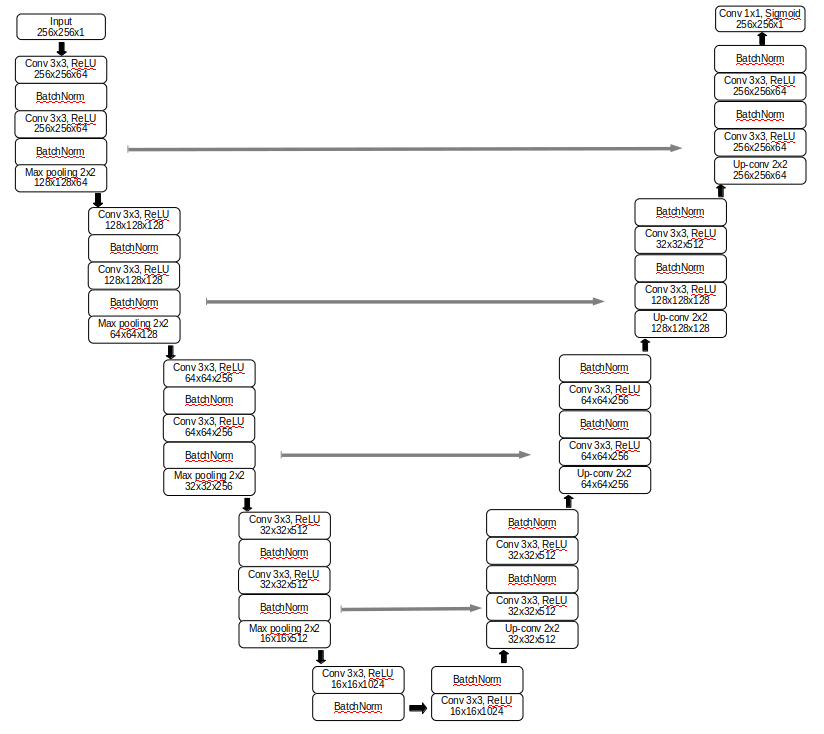 Input
256x256x1
Conv 3x3, ReLU
256x256x64
BatchNorm
Conv 3x3, ReLU
256x256x64
BatchNorm
Max pooling 2x2
128x128x64
Conv 3x3, ReLU
128x128x128
BatchNorm
Conv 3x3, ReLU
128x128x128
BatchNorm
Max pooling 2x2
64x64x128
Conv 3x3, ReLU
64x64x256
BatchNorm
Conv 3x3, ReLU
64x64x256
BatchNorm
Max pooling 2x2
32x32x256
Conv 3x3, ReLU
32x32x512
BatchNorm
Conv 3x3, ReLU
32x32x512
BatchNorm
Max pooling 2x2
16x16x512
Conv 3x3, ReLU
16x16x1024
BatchNorm
BatchNorm
Conv 3x3, ReLU
16x16x1024
BatchNorm
Conv 3x3, ReLU
32x32x512
BatchNorm
Conv 3x3, ReLU
32x32x512
Up-conv 2x2
32x32x512
BatchNorm
Conv 3x3, ReLU
64x64x256
BatchNorm
Conv 3x3, ReLU
64x64x256
Up-conv 2x2
64x64x256
BatchNorm
Conv 3x3, ReLU
32x32x512
BatchNorm
Conv 3x3, ReLU
128x128x128
Up-conv 2x2
128x128x128
Conv 1x1, Sigmoid
256x256x1
BatchNorm
Conv 3x3, ReLU
256x256x64
BatchNorm
Conv 3x3, ReLU
256x256x64
Up-conv 2x2
256x256x64